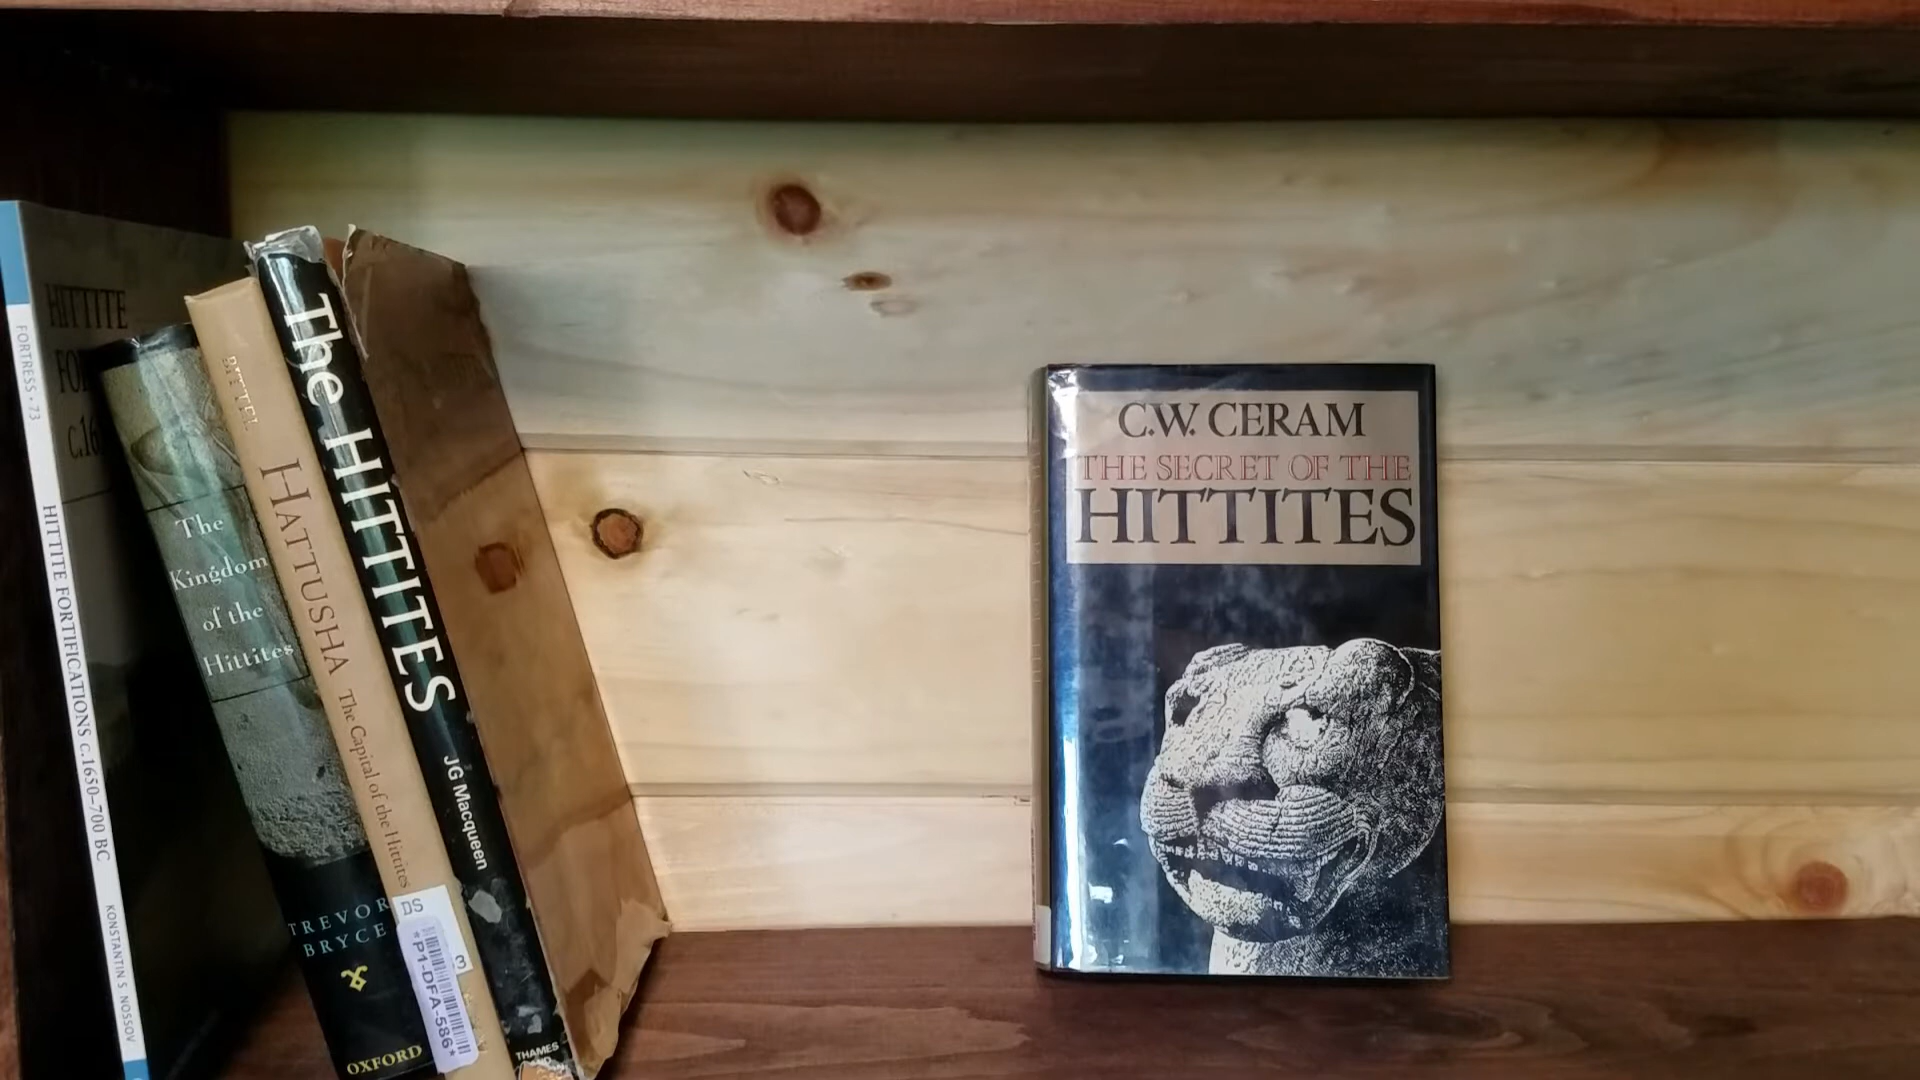 FORTRESS • 73
HITTITE FORTIFICATIONS c.1650–700 BC
KONSTANTIN S NOSSOV
HITTITE
The
Kingdom
of the
Hittites
TREVOR
BRYCE
OXFORD
BITTEL
HATTUSHA The Capital of the Hittites
DS
3
*P1-DFA-586*
The HITTITES
JG Macqueen
THAMES
AND
C.W. CERAM
THE SECRET OF THE
HITTITES